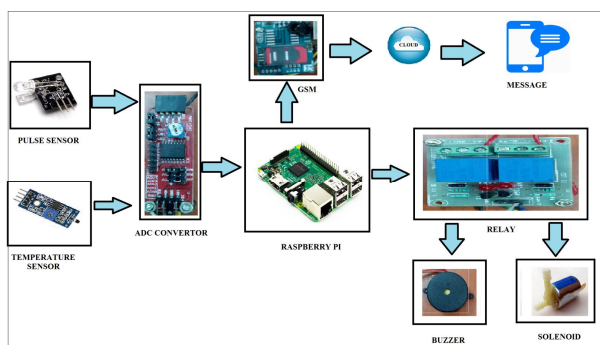 GSM
CLOUD
MESSAGE
PULSE SENSOR
ADC CONVERTOR
RASPBERRY PI
RELAY
TEMPERATURE
SENSOR
BUZZER
SOLENOID